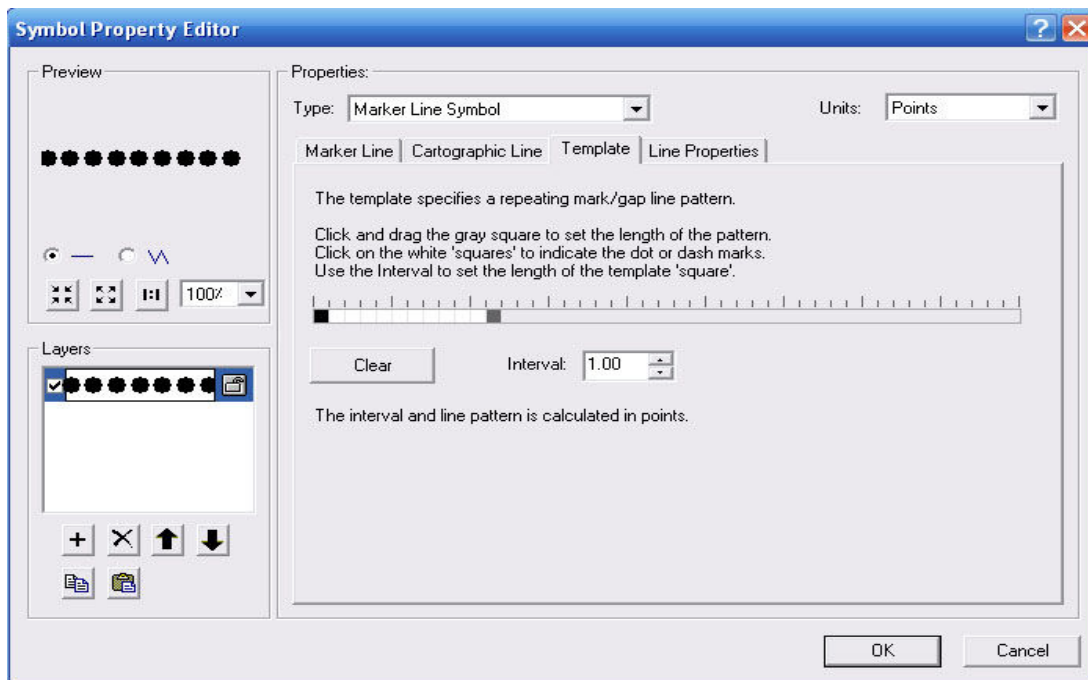 Symbol Property Editor
Preview
100%
Layers
Properties:
Type: Marker Line Symbol
Units: Points
Marker Line
Cartographic Line
Template
Line Properties
The template specifies a repeating mark/gap line pattern.
Click and drag the gray square to set the length of the pattern.
Click on the white 'squares' to indicate the dot or dash marks.
Use the Interval to set the length of the template 'square'.
Clear
Interval: 1.00
The interval and line pattern is calculated in points.
OK
Cancel